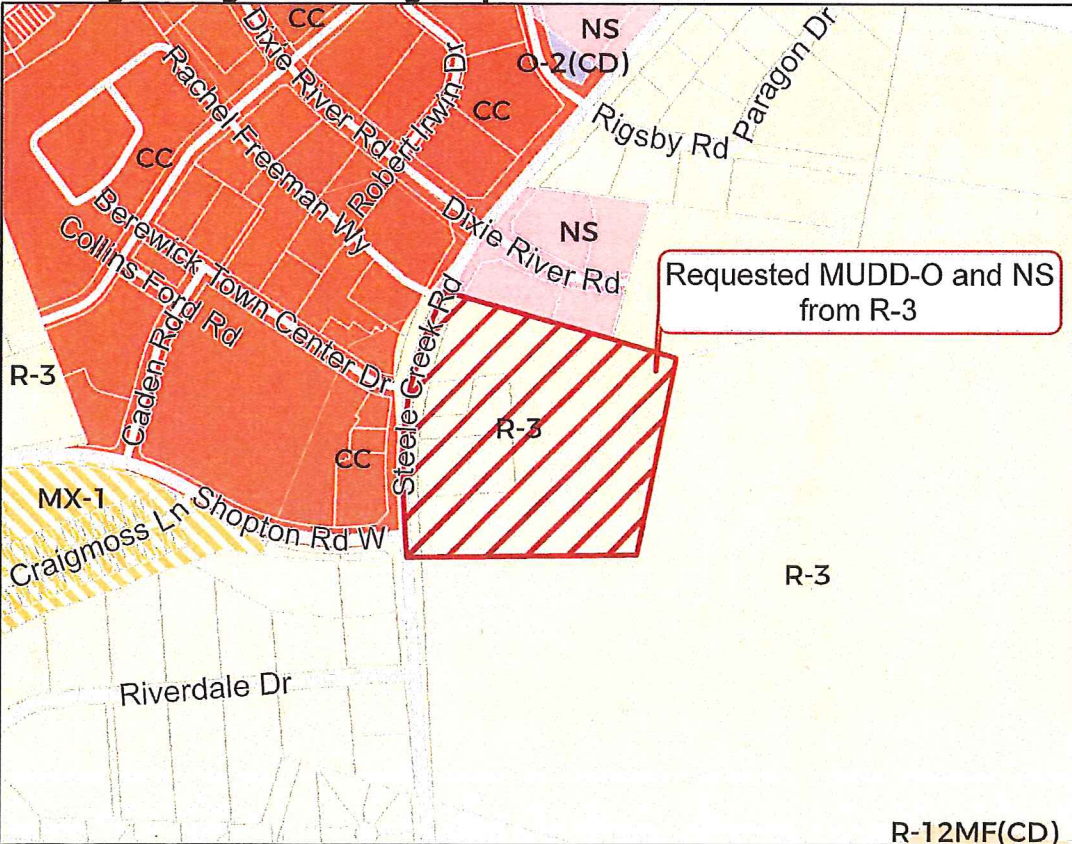 CC
NS
O-2(CD)
Dixie River Rd
Robert Irwin Dr
Paragon Dr
CC
Rachel Freeman Wy
Rigsby Rd
CC
Berewick Town Center Dr
Collins Ford Rd
Dixie River Rd
NS
Requested MUDD-O and NS
from R-3
Caden Rd
Steele Creek Rd
R-3
R-3
CC
MX-1
Craigmoss Ln
Shopton Rd W
R-3
Riverdale Dr
R-12MF(CD)